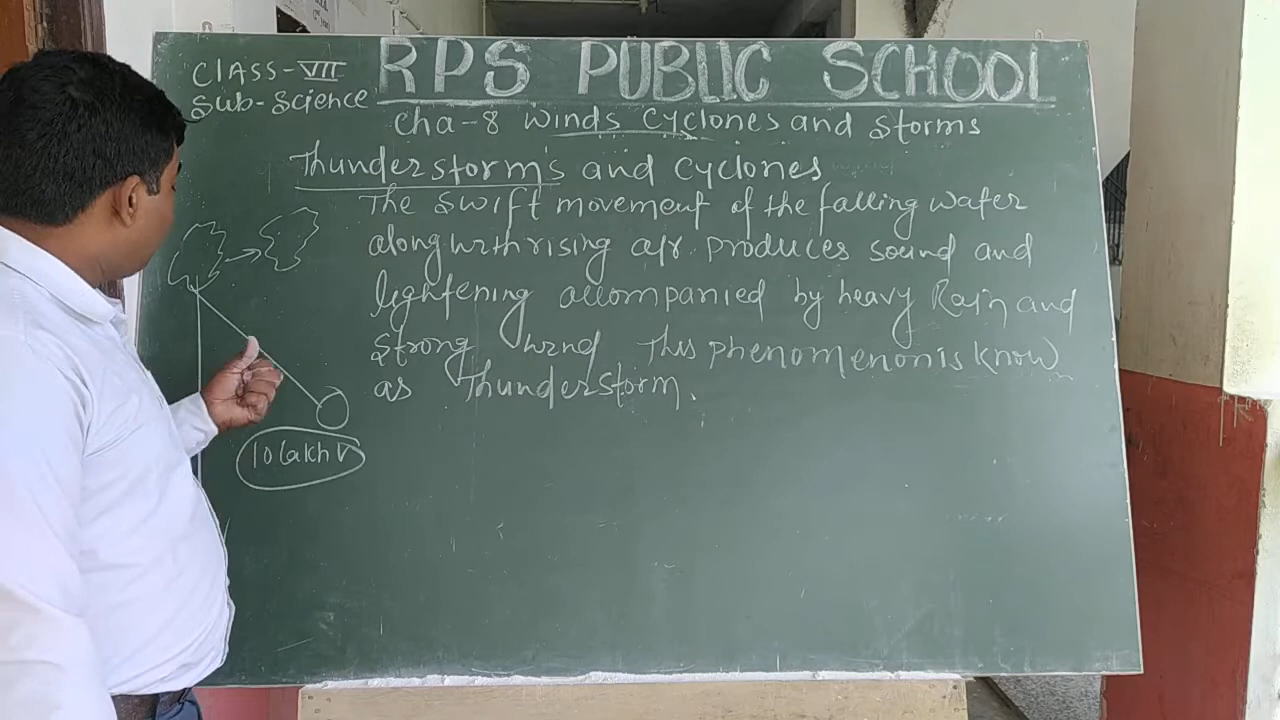 RPS PUBLIC SCHOOL
CLASS-VII
Sub-Science
Cha-8 Winds Cyclones and Storms
Thunderstorm's and Cyclones
The swift movement of the falling water
along with rising air produces sound and
lightening accompanied by heavy Rain and
Strong wind This phenomenon is know
as Thunderstorm.
10 Lakh V